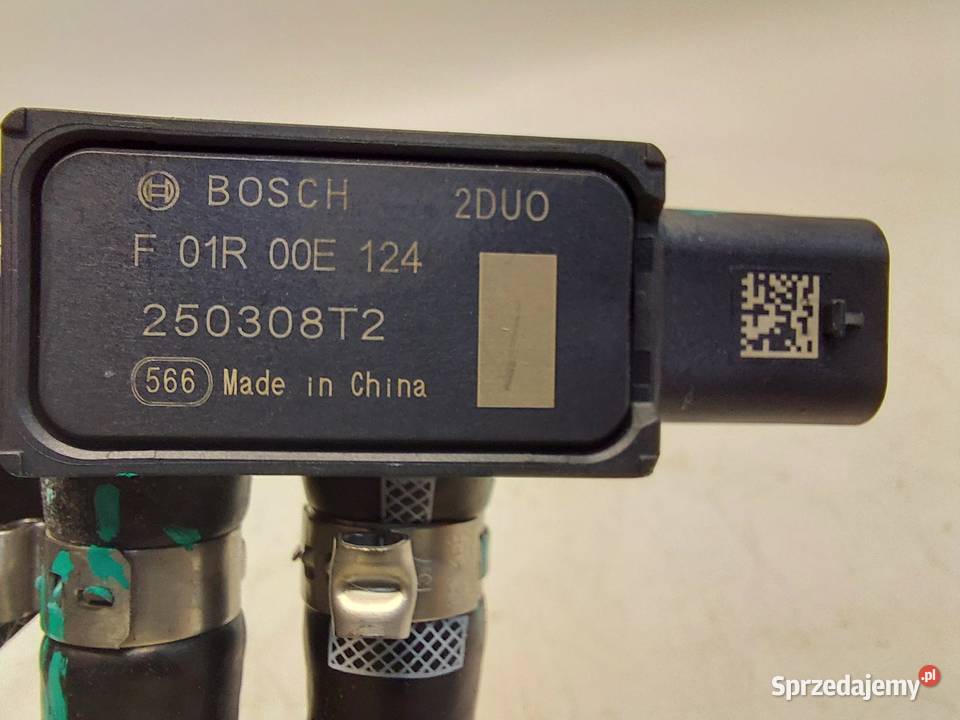 BOSCH 2DUO
F 01R 00E 124
250308T2
566 Made in China
Sprzedajemy.pl